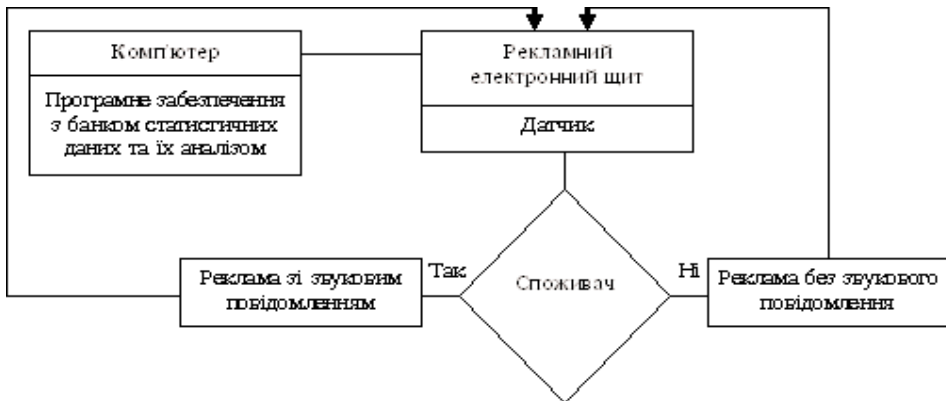 Комп'ютер
Програмне забезпечення
з банком статистичних
даних та їх аналізом
Рекламний
електронний щит
Датчик
Реклама зі звуковим
повідомленням
Так
Споживач
Ні
Реклама без звукового
повідомлення